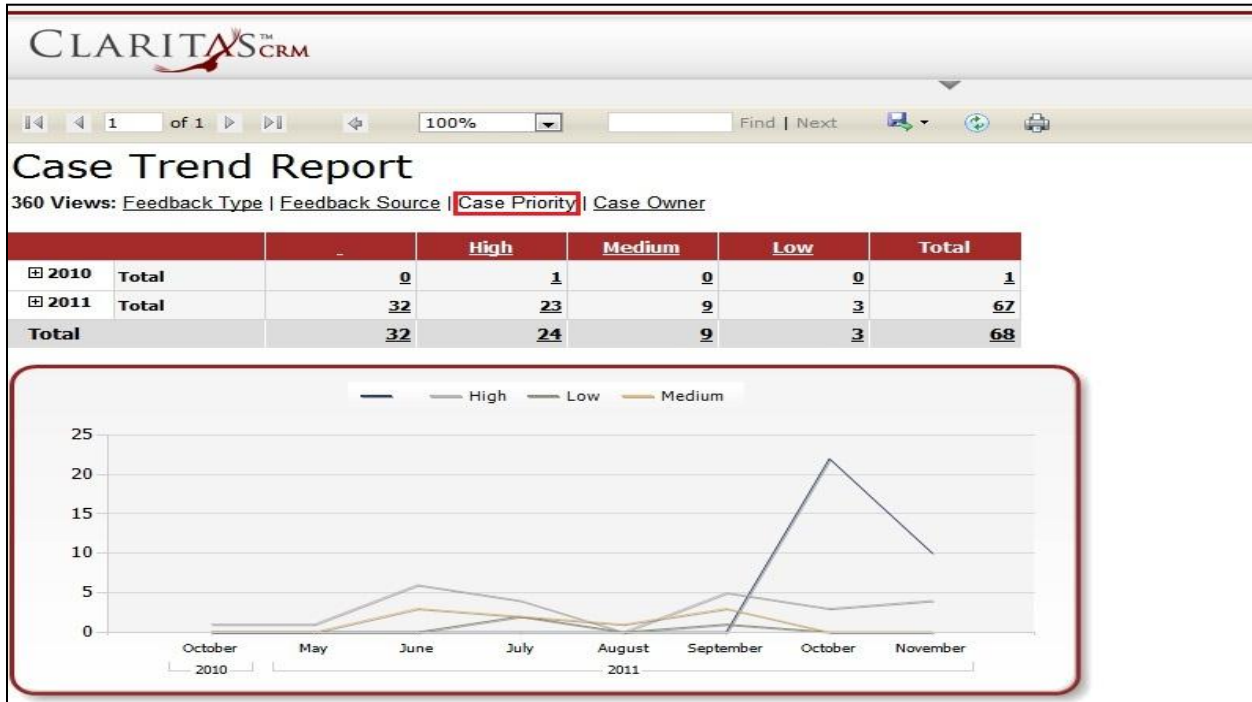 CLARITAS™ CRM
1 of 1 100% Find | Next
Case Trend Report
360 Views: Feedback Type | Feedback Source | Case Priority | Case Owner
- High Medium Low Total
2010 Total 0 1 0 0 1
2011 Total 32 23 9 3 67
Total 32 24 9 3 68
High Low Medium
25
20
15
10
5
0
October May June July August September October November
2010 2011